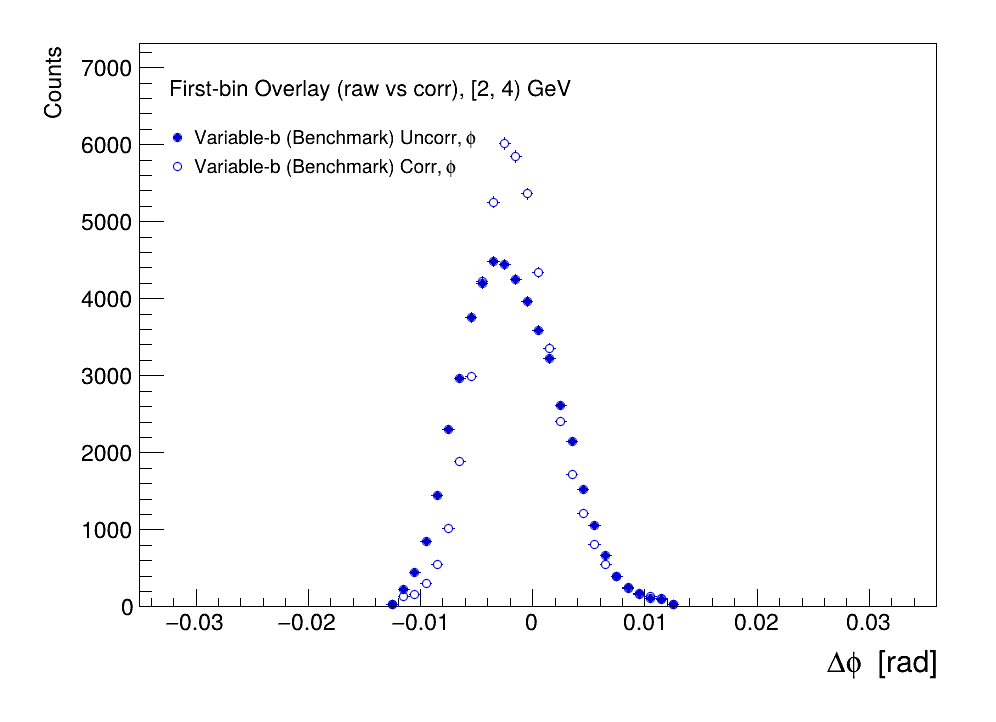 Counts
7000
6000
5000
4000
3000
2000
1000
0
First-bin Overlay (raw vs corr), [2, 4) GeV
Variable-b (Benchmark) Uncorr, ϕ
Variable-b (Benchmark) Corr, ϕ
−0.03 −0.02 −0.01 0 0.01 0.02 0.03
Δϕ [rad]